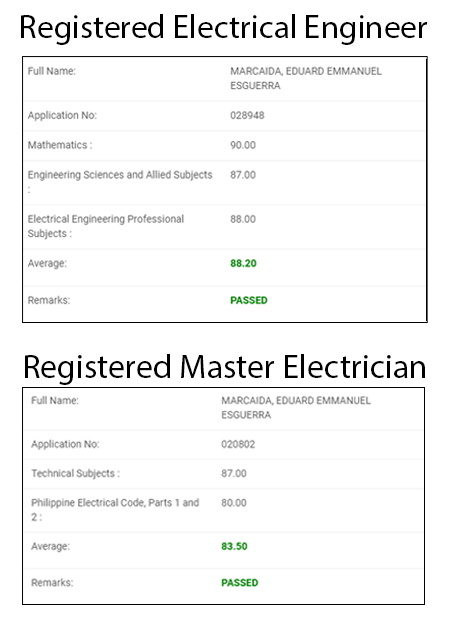 Registered Electrical Engineer
Full Name: MARCAIDA, EDUARD EMMANUEL
ESGUERRA
Application No: 028948
Mathematics : 90.00
Engineering Sciences and Allied Subjects 87.00
:
Electrical Engineering Professional 88.00
Subjects :
Average: 88.20
Remarks: PASSED
Registered Master Electrician
Full Name: MARCAIDA, EDUARD EMMANUEL
ESGUERRA
Application No: 020802
Technical Subjects : 87.00
Philippine Electrical Code, Parts 1 and 80.00
2 :
Average: 83.50
Remarks: PASSED